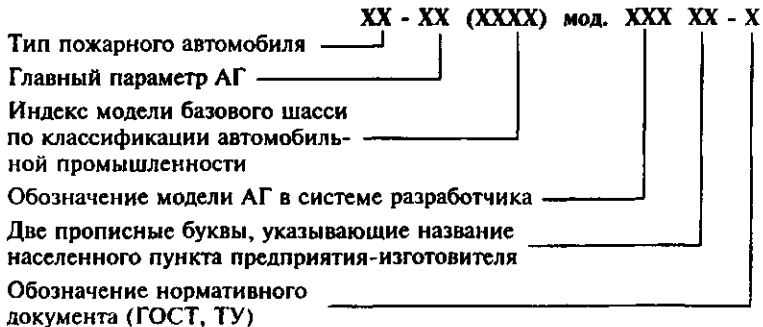 XX - XX (XXXX) мод. XXX XX - X
Тип пожарного автомобиля
Главный параметр АГ
Индекс модели базового шасси
по классификации автомобиль-
ной промышленности
Обозначение модели АГ в системе разработчика
Две прописные буквы, указывающие название
населенного пункта предприятия-изготовителя
Обозначение нормативного
документа (ГОСТ, ТУ)